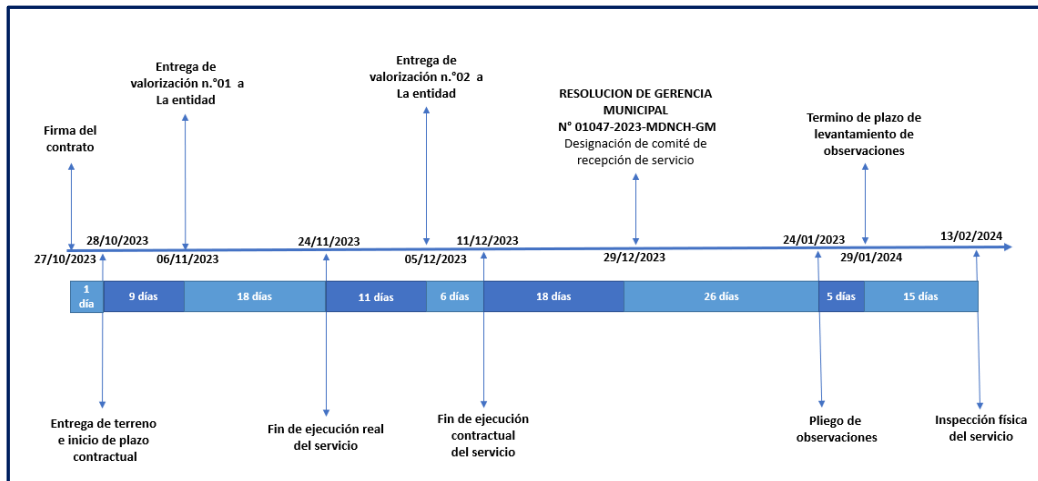 Firma del
contrato
Entrega de
valorización n.°01 a
La entidad
Entrega de
valorización n.°02 a
La entidad
RESOLUCION DE GERENCIA
MUNICIPAL
N° 01047-2023-MDNCH-GM
Designación de comité de
recepción de servicio
Termino de plazo de
levantamiento de
observaciones
27/10/2023
28/10/2023
06/11/2023
24/11/2023
05/12/2023
11/12/2023
29/12/2023
24/01/2023
29/01/2024
13/02/2024
1
día
9 días
18 días
11 días
6 días
18 días
26 días
5 días
15 días
Entrega de terreno
e inicio de plazo
contractual
Fin de ejecución real
del servicio
Fin de ejecución
contractual
del servicio
Pliego de
observaciones
Inspección física
del servicio